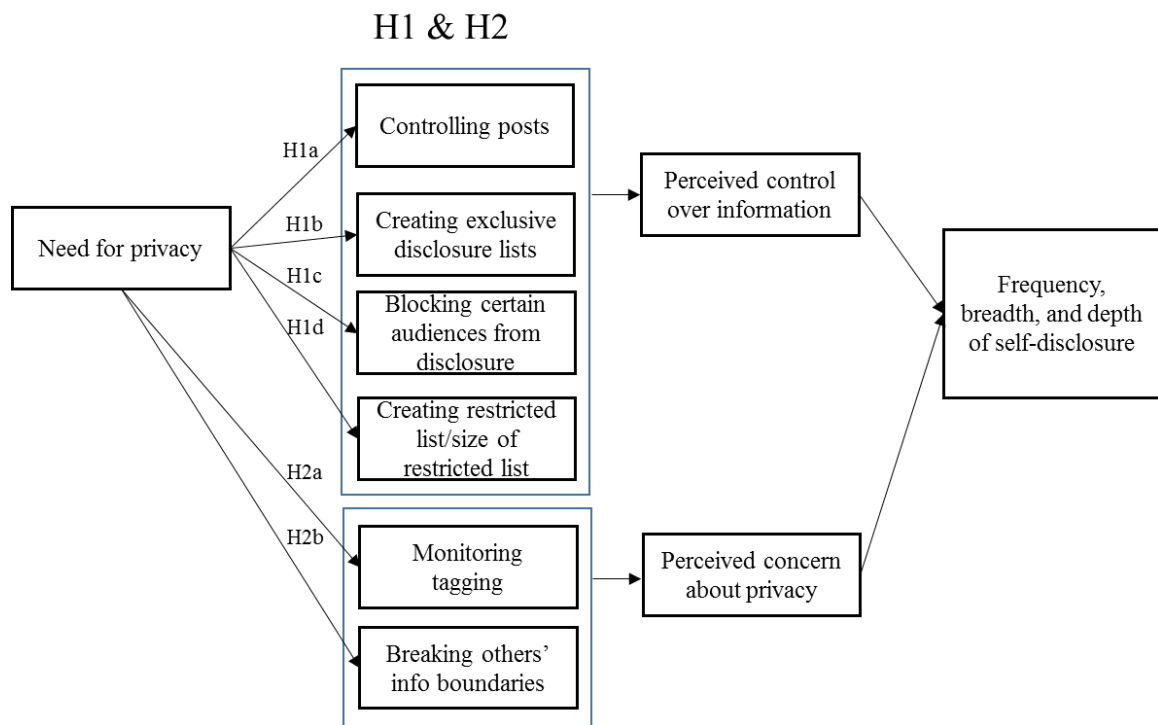 H1 & H2
Controlling posts
H1a
Perceived control
over information
Need for privacy
H1b
Creating exclusive
disclosure lists
H1c
Blocking certain
audiences from
disclosure
H1d
Frequency,
breadth, and depth
of self-disclosure
Creating restricted
list/size of
restricted list
H2a
H2b
Monitoring
tagging
Perceived concern
about privacy
Breaking others’
info boundaries